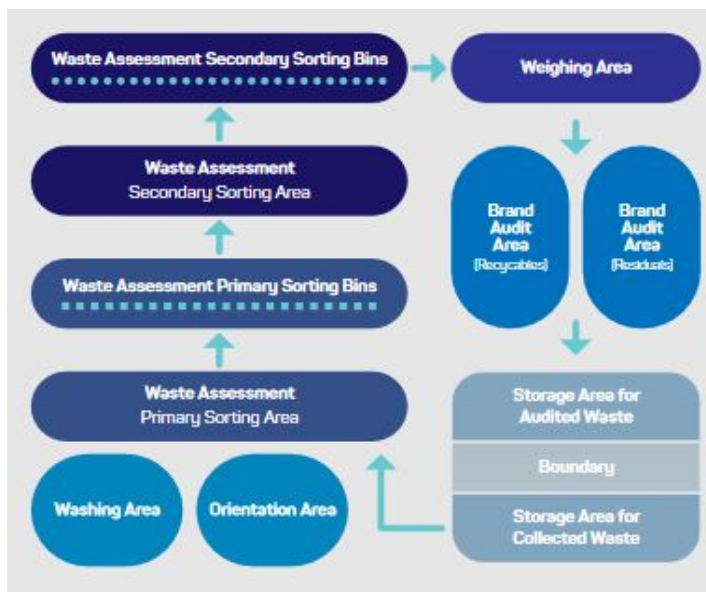 Waste Assessment Secondary Sorting Bins
Weighing Area
Waste Assessment
Secondary Sorting Area
Brand
Audit
Area
(Recycables)
Brand
Audit
Area
(Residuals)
Waste Assessment Primary Sorting Bins
Waste Assessment
Primary Sorting Area
Storage Area for
Audited Waste
Boundary
Storage Area for
Collected Waste
Washing Area
Orientation Area